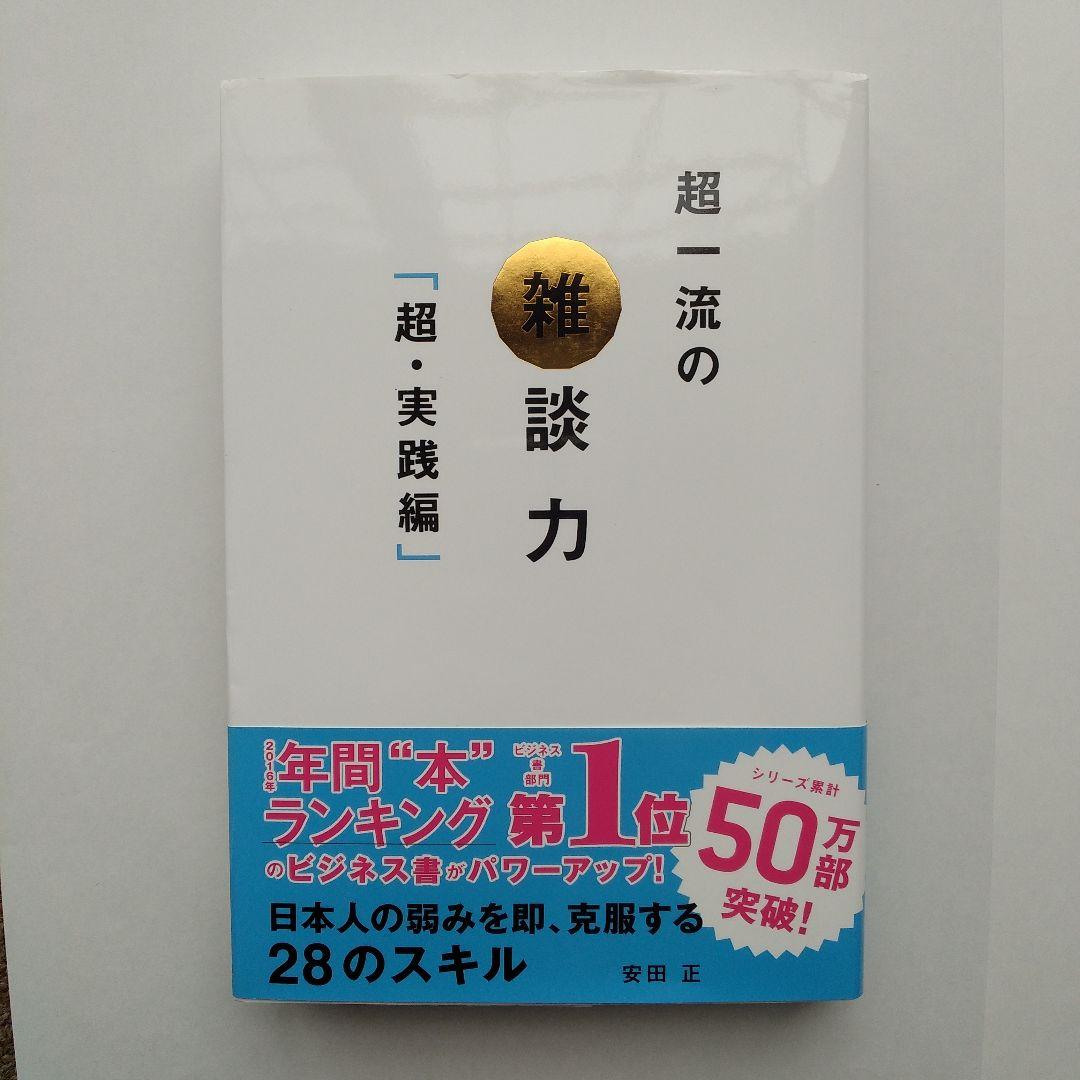 超一流の
雑談力
「超・実践編」
2016年
年間“本”
ランキング
ビジネス
書
部門
第1位
のビジネス書がパワーアップ!
シリーズ累計
50万部
突破!
日本人の弱みを即、克服する
28のスキル
安田 正